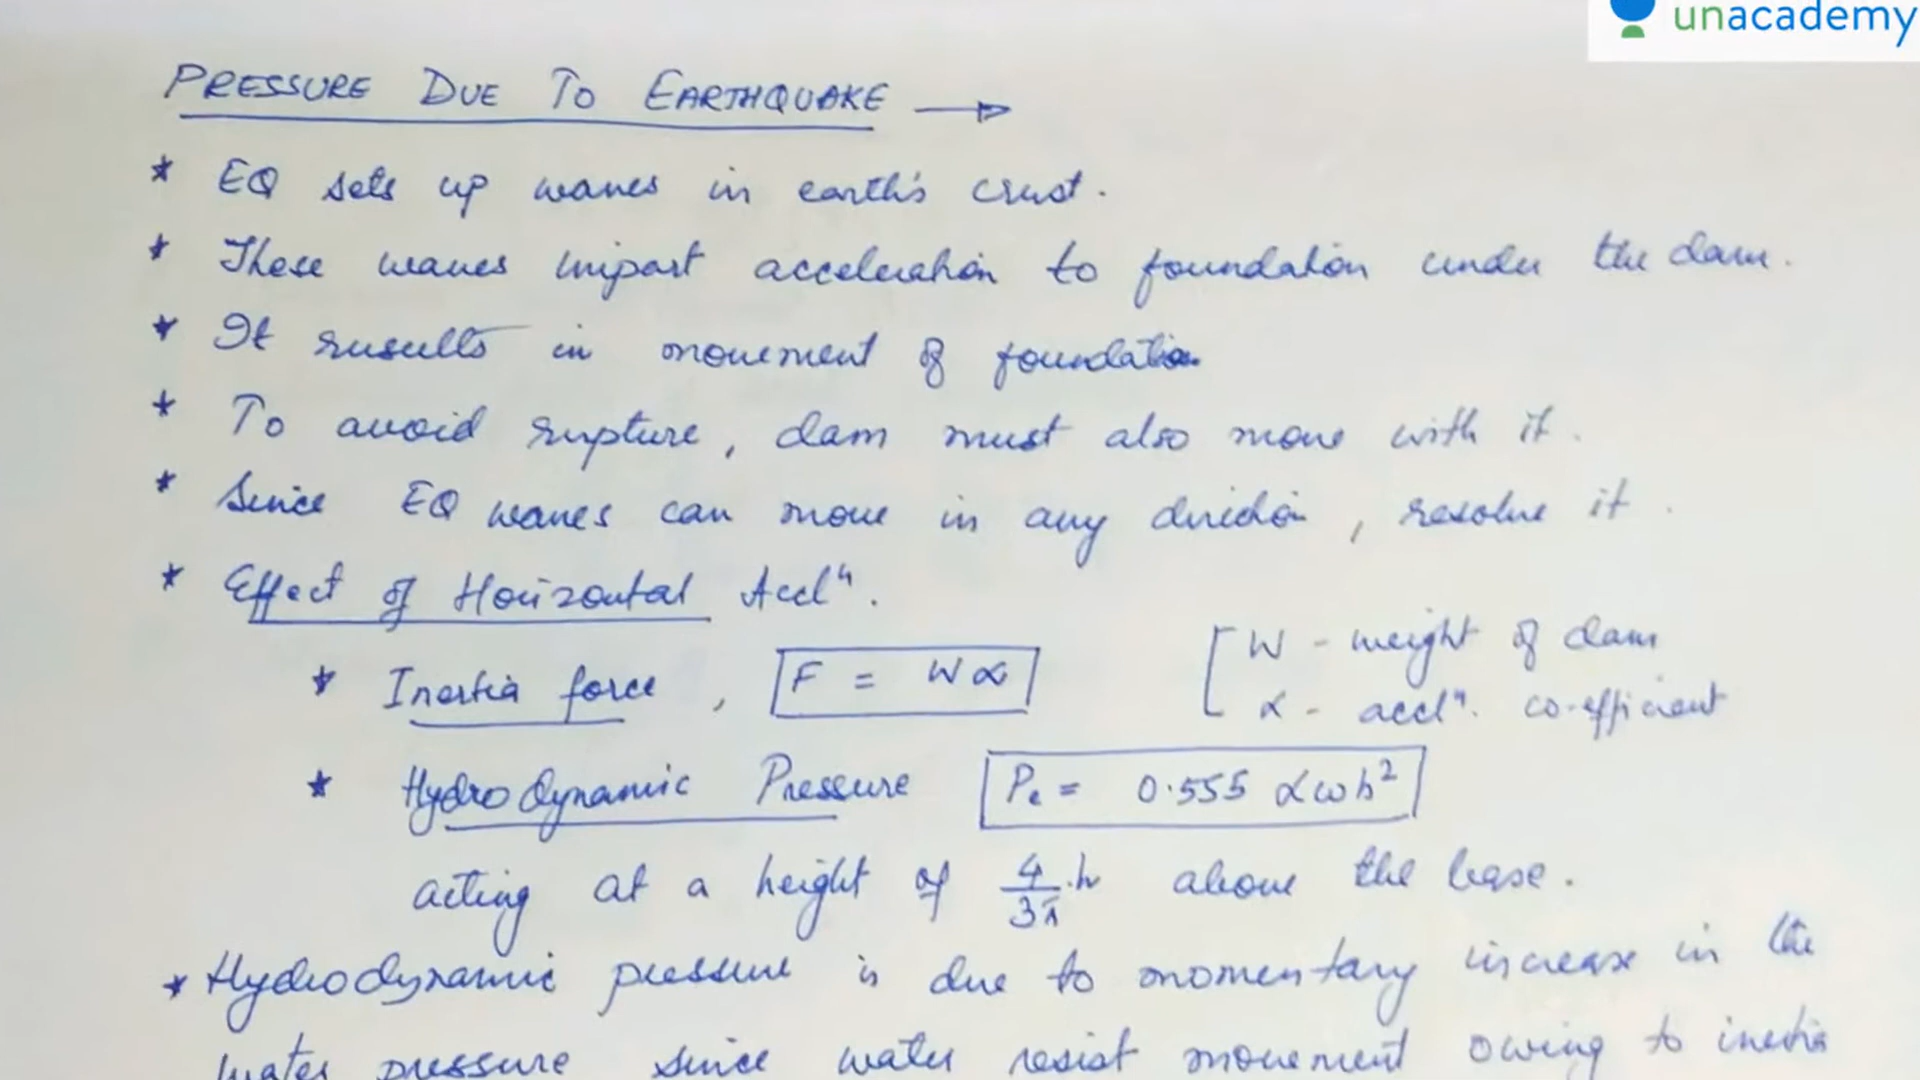 unacademy
PRESSURE DUE TO EARTHQUAKE →
* EQ sets up waves in earth's crust.
* These waves impart acceleration to foundation under the dam.
* It results in movement of foundation
* To avoid rupture, dam must also move with it.
* Since EQ waves can move in any direction, resolve it.
* Effect of Horizontal Acclⁿ.
* Inertia force, F = Wα [W - weight of dam
α - acclⁿ. co-efficient
* Hydrodynamic Pressure Pe = 0.555 αωh²
acting at a height of 4/3π .h above the base.
* Hydrodynamic pressure is due to momentary increase in the
water pressure since water resist movement owing to inertia